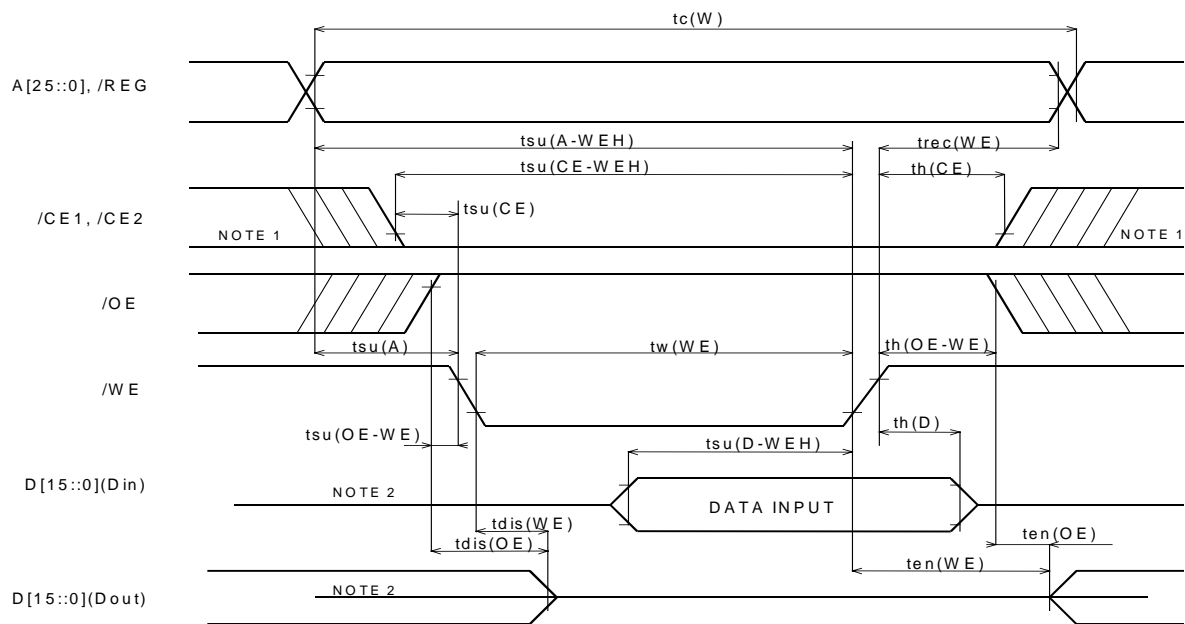 tc(W)
A[25::0], /REG
tsu(A-WEH)
trec(WE)
tsu(CE-WEH)
th(CE)
tsu(CE)
/CE1, /CE2
NOTE 1
NOTE 1
/OE
tsu(A)
tw(WE)
th(OE-WE)
/WE
tsu(OE-WE)
th(D)
tsu(D-WEH)
D[15::0](Din)
NOTE 2
DATA INPUT
tdis(WE)
ten(OE)
tdis(OE)
ten(WE)
NOTE 2
D[15::0](Dout)